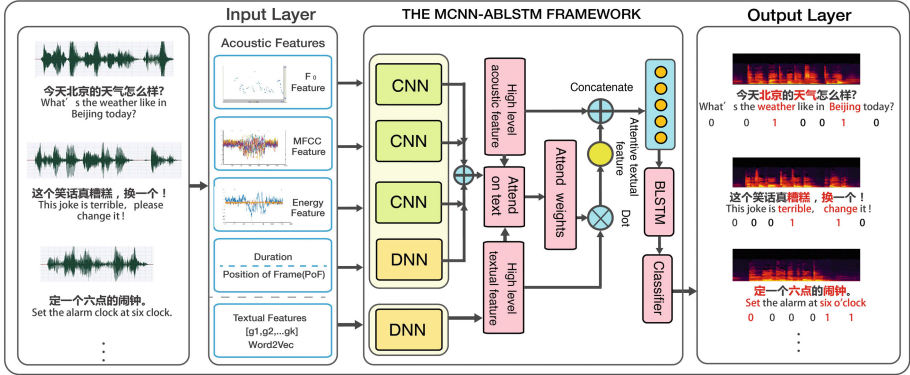 Input Layer
THE MCNN-ABLSTM FRAMEWORK
Output Layer
今天北京的天气怎么样?
What's the weather like in
Beijing today?
这个笑话真糟糕，换一个！
This joke is terrible, please
change it !
定一个六点的闹钟。
Set the alarm clock at six clock.
Acoustic Features
F₀
Feature
MFCC
Feature
Energy
Feature
Duration
Position of Frame(PoF)
Textual Features
[g1,g2,...gk]
Word2Vec
CNN
CNN
CNN
DNN
DNN
High level
acoustic feature
Attend
on text
High level
textual feature
Attend weights
Concatenate
Attentive textual
feature
Dot
BLSTM
Classifier
今天北京的天气怎么样?
What's the weather like in Beijing today?
0 0 1 0 0 1 0
这个笑话真糟糕，换一个！
This joke is terrible, change it !
0 0 0 1 1 0
定一个六点的闹钟。
Set the alarm at six o'clock
0 0 0 0 1 1